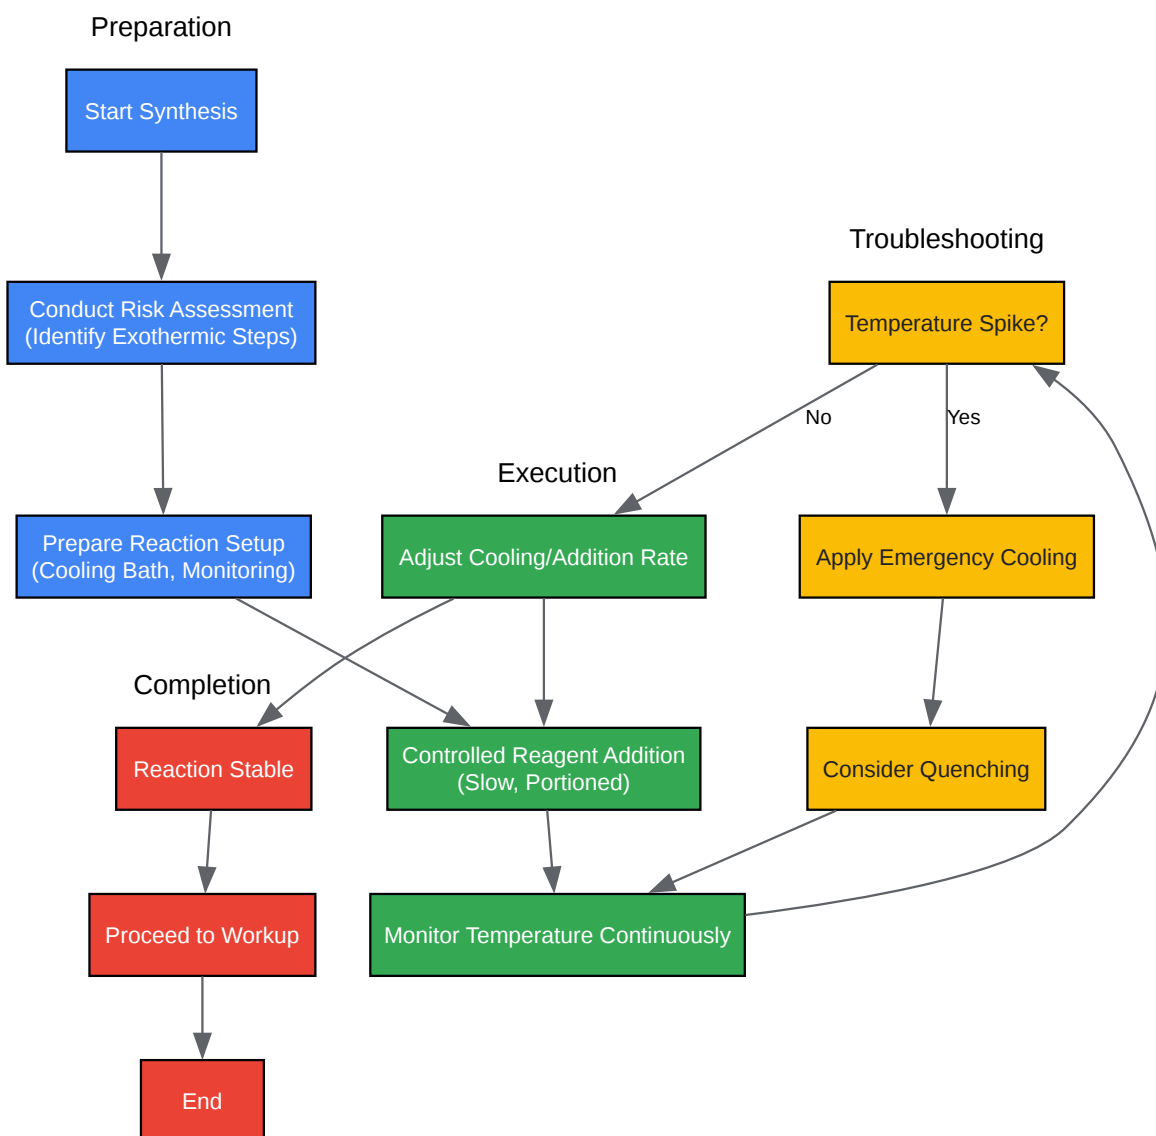 Preparation
Start Synthesis
Conduct Risk Assessment
(Identify Exothermic Steps)
Prepare Reaction Setup
(Cooling Bath, Monitoring)
Troubleshooting
Temperature Spike?
No
Yes
Execution
Adjust Cooling/Addition Rate
Apply Emergency Cooling
Completion
Reaction Stable
Controlled Reagent Addition
(Slow, Portioned)
Consider Quenching
Proceed to Workup
Monitor Temperature Continuously
End